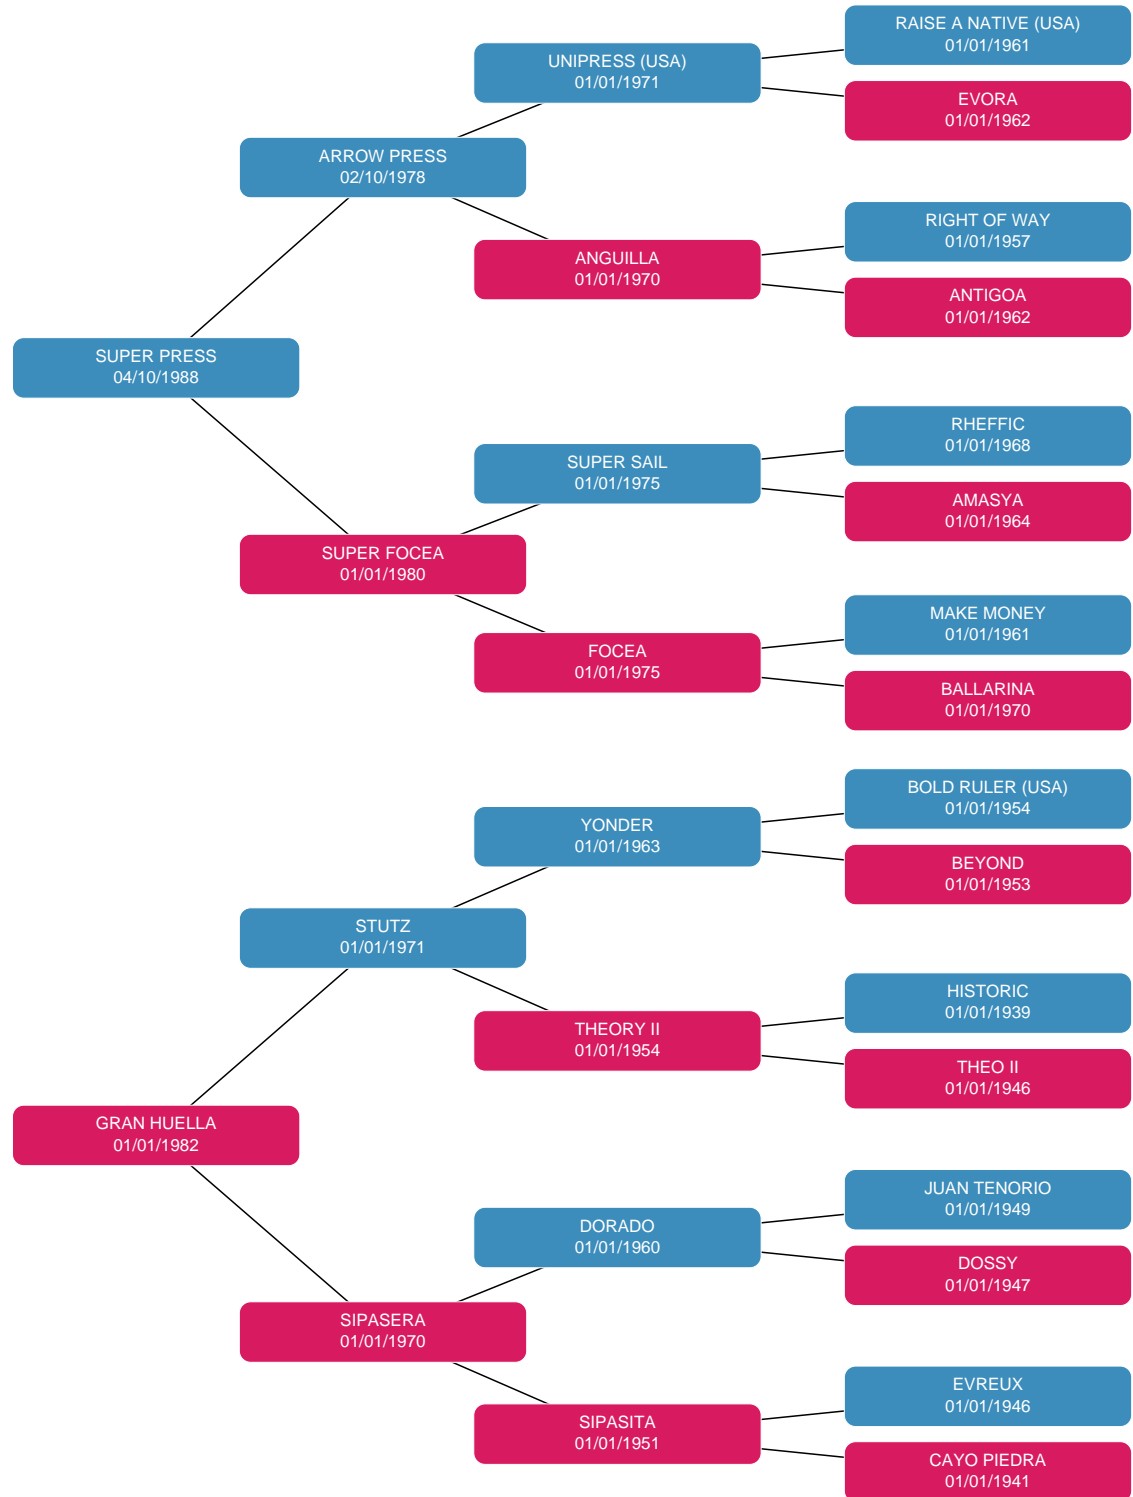 RAISE A NATIVE (USA)
01/01/1961
UNIPRESS (USA)
01/01/1971
EVORA
01/01/1962
ARROW PRESS
02/10/1978
RIGHT OF WAY
01/01/1957
ANGUILLA
01/01/1970
ANTIGOA
01/01/1962
SUPER PRESS
04/10/1988
RHEFFIC
01/01/1968
SUPER SAIL
01/01/1975
AMASYA
01/01/1964
SUPER FOCEA
01/01/1980
MAKE MONEY
01/01/1961
FOCEA
01/01/1975
BALLARINA
01/01/1970
BOLD RULER (USA)
01/01/1954
YONDER
01/01/1963
BEYOND
01/01/1953
STUTZ
01/01/1971
HISTORIC
01/01/1939
THEORY II
01/01/1954
THEO II
01/01/1946
GRAN HUELLA
01/01/1982
JUAN TENORIO
01/01/1949
DORADO
01/01/1960
DOSSY
01/01/1947
SIPASERA
01/01/1970
EVREUX
01/01/1946
SIPASITA
01/01/1951
CAYO PIEDRA
01/01/1941